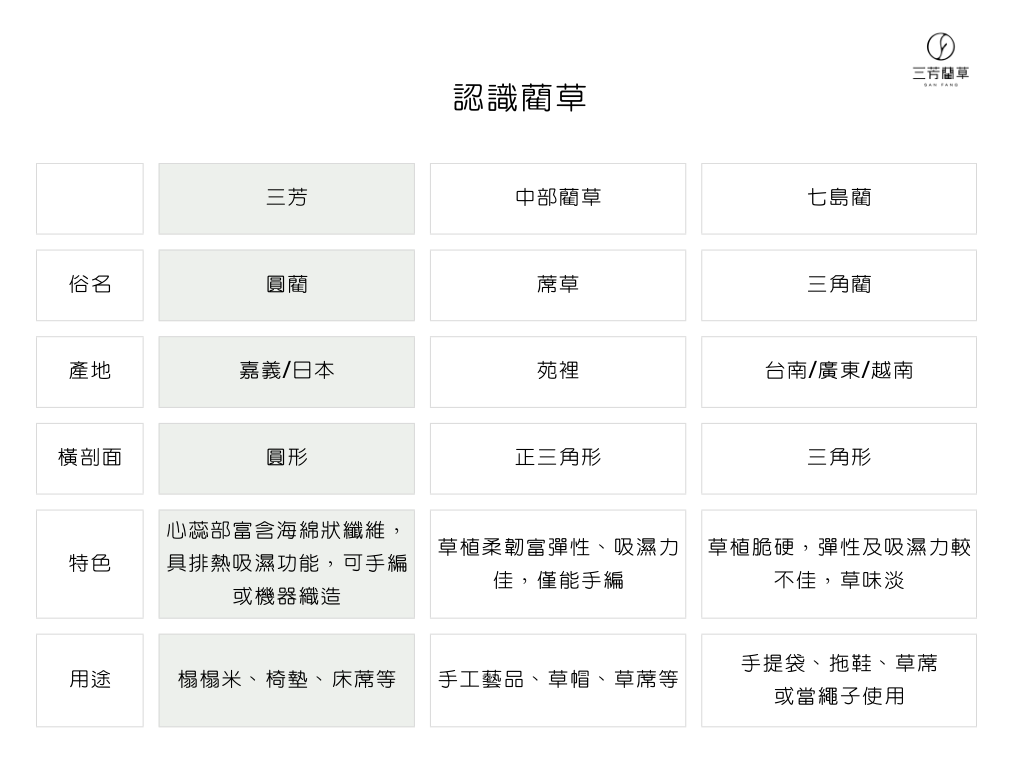 三芳藺草
SAN FANG
認識藺草
三芳
中部藺草
七島藺
俗名
圓藺
蓆草
三角藺
產地
嘉義/日本
苑裡
台南/廣東/越南
橫剖面
圓形
正三角形
三角形
特色
心蕊部富含海綿狀纖維，
具排熱吸濕功能，可手編
或機器織造
草植柔韌富彈性、吸濕力
佳，僅能手編
草植脆硬，彈性及吸濕力較
不佳，草味淡
用途
榻榻米、椅墊、床蓆等
手工藝品、草帽、草蓆等
手提袋、拖鞋、草蓆
或當繩子使用